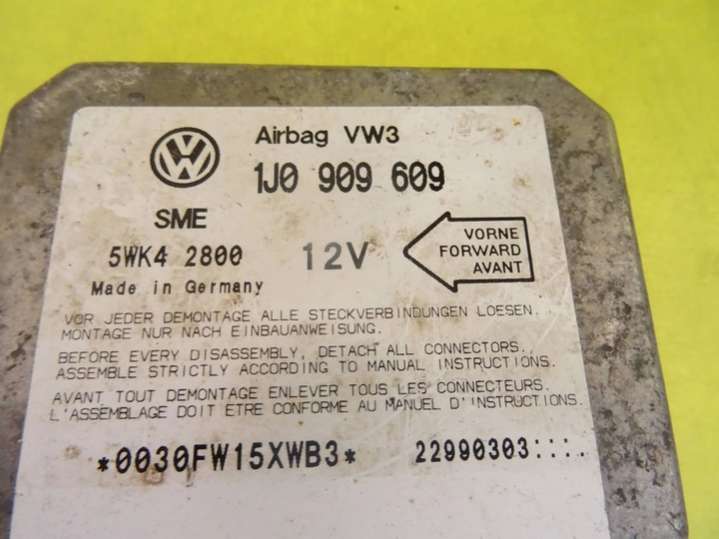 Airbag VW3
1J0 909 609
SME
5WK4 2800
12V
VORNE
FORWARD
AVANT
Made in Germany
VOR JEDER DEMONTAGE ALLE STECKVERBINDUNGEN LOESEN.
MONTAGE NUR NACH EINBAUANWEISUNG.
BEFORE EVERY DISASSEMBLY, DETACH ALL CONNECTORS.
ASSEMBLE STRICTLY ACCORDING TO MANUAL INSTRUCTIONS.
AVANT TOUT DEMONTAGE ENLEVER TOUS LES CONNECTEURS.
L'ASSEMBLAGE DOIT ETRE CONFORME AU MANUEL D'INSTRUCTIONS.
*0030FW15XWB3*
22990303::::.